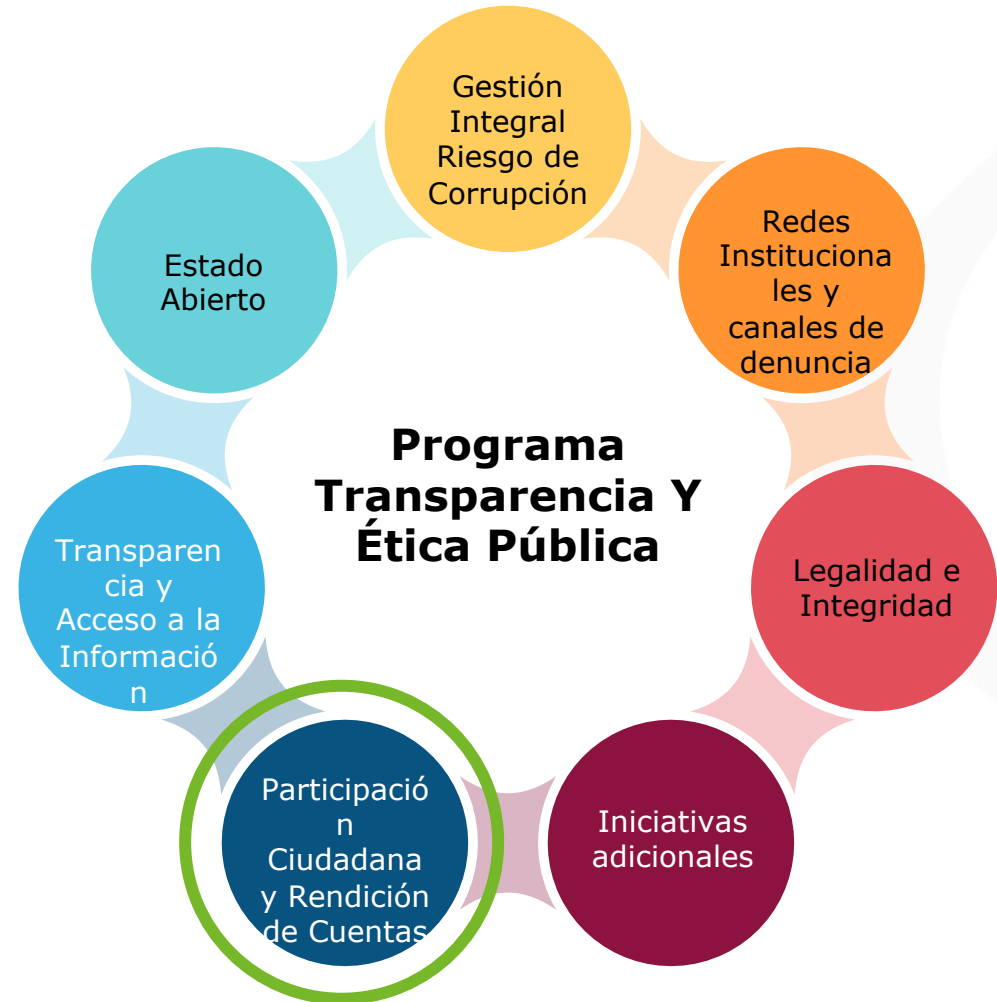 Gestión
Integral
Riesgo de
Corrupción
Redes
Instituciona
les y
canales de
denuncia
Estado
Abierto
Programa
Transparencia Y
Ética Pública
Transparen
cia y
Acceso a la
Informació
n
Legalidad e
Integridad
Participació
n
Ciudadana
y Rendición
de Cuentas
Iniciativas
adicionales